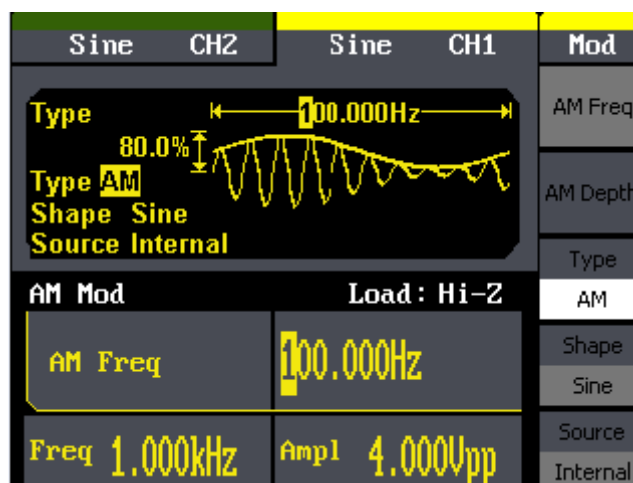 Sine CH2 Sine CH1 Mod
Type 100.000Hz
80.0%
Type AM
Shape Sine
Source Internal
AM Mod Load: Hi-Z
AM Freq 100.000Hz
Freq 1.000kHz Ampl 4.000Vpp
AM Freq
AM Depth
Type
AM
Shape
Sine
Source
Internal